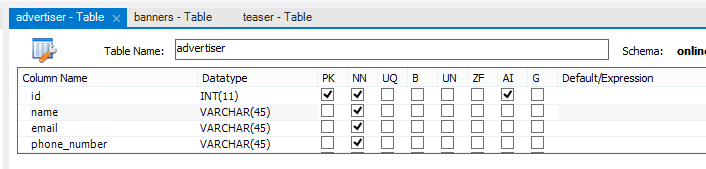 advertiser - Table × banners - Table teaser - Table
Table Name: advertiser Schema: onlin
Column Name Datatype PK NN UQ B UN ZF AI G Default/Expression
id INT(11)
name VARCHAR(45)
email VARCHAR(45)
phone_number VARCHAR(45)